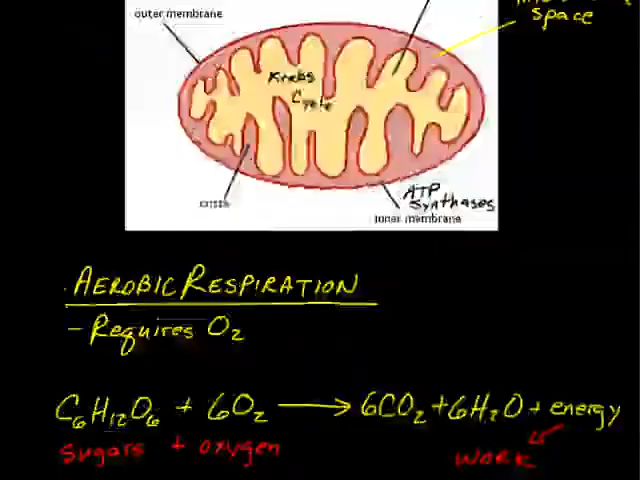 outer membrane
space
Krebs
Cycle
ATP
Synthases
inner membrane
AEROBIC RESPIRATION
- Requires O2
C6H12O6 + 6O2 → 6CO2 + 6H2O + energy
sugars + oxygen
work